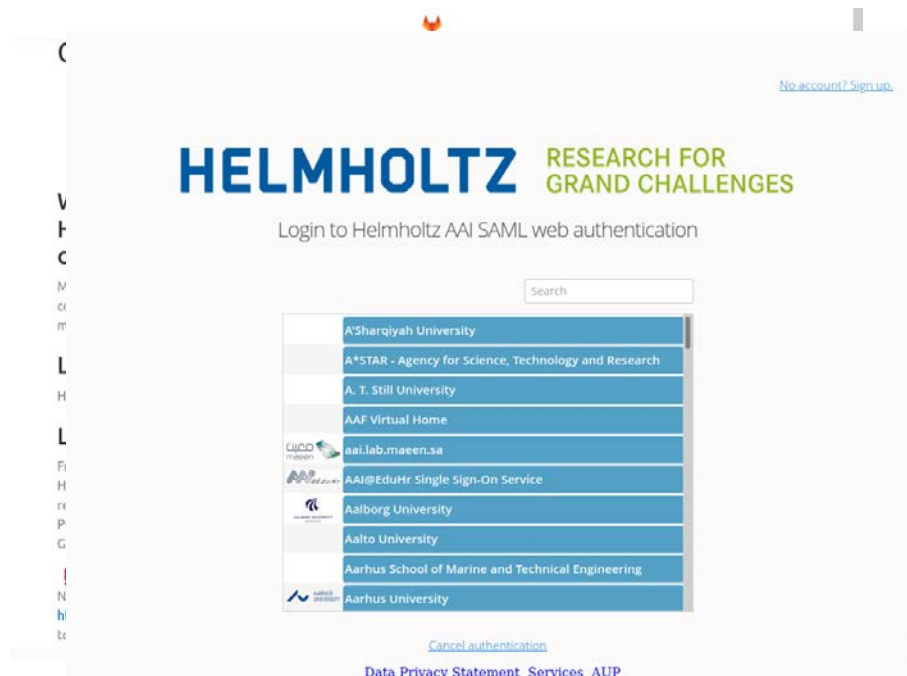 No account? Sign up.
HELMHOLTZ RESEARCH FOR
GRAND CHALLENGES
Login to Helmholtz AAI SAML web authentication
Search
A'Sharqiyah University
A*STAR - Agency for Science, Technology and Research
A. T. Still University
AAF Virtual Home
maeen aai.lab.maeen.sa
AAI@EduHr Single Sign-On Service
Aalborg University
Aalto University
Aarhus School of Marine and Technical Engineering
AARHUS UNIVERSITY Aarhus University
Cancel authentication
Data Privacy Statement Services AUP